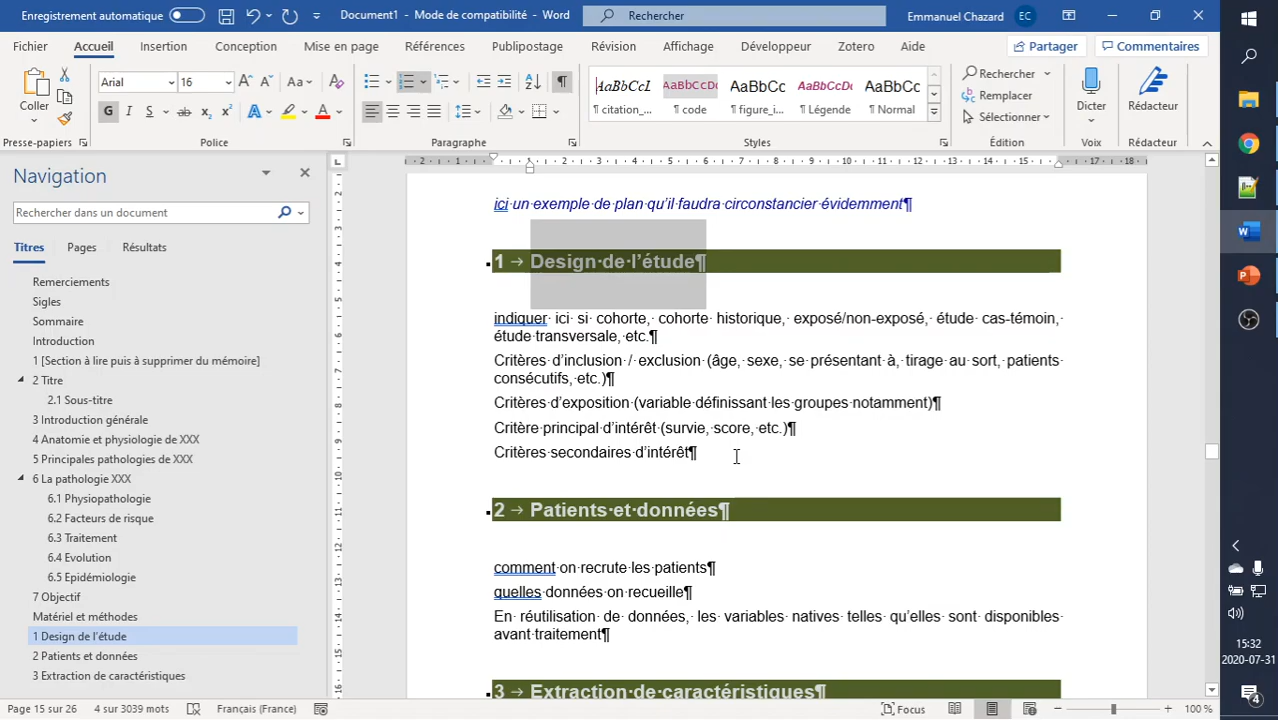 Enregistrement automatique
Document1 - Mode de compatibilité - Word
Rechercher
Emmanuel Chazard
EC
Fichier
Accueil
Insertion
Conception
Mise en page
Références
Publipostage
Révision
Affichage
Développeur
Zotero
Aide
Partager
Commentaires
Coller
Arial
16
Aa
G I S ab x₂ x²
AaBbCcI
AaBbCcDc
AaBbCcDc
AaBbCcDc
AaBbCcDc
¶ citation_...
¶ code
¶ figure_i...
¶ Légende
¶ Normal
Rechercher
Remplacer
Sélectionner
Dicter
Rédacteur
Presse-papiers
Police
Paragraphe
Styles
Édition
Voix
Rédacteur
Navigation
Rechercher dans un document
Titres
Pages
Résultats
Remerciements
Sigles
Sommaire
Introduction
1 [Section à lire puis à supprimer du mémoire]
2 Titre
2.1 Sous-titre
3 Introduction générale
4 Anatomie et physiologie de XXX
5 Principales pathologies de XXX
6 La pathologie XXX
6.1 Physiopathologie
6.2 Facteurs de risque
6.3 Traitement
6.4 Evolution
6.5 Epidémiologie
7 Objectif
Matériel et méthodes
1 Design de l'étude
2 Patients et données
3 Extraction de caractéristiques
ici·un·exemple·de·plan·qu'il·faudra·circonstancier·évidemment¶
1 → Design·de·l'étude¶
indiquer· ici· si· cohorte,· cohorte· historique,· exposé/non-exposé,· étude· cas-témoin,·
étude·transversale,·etc.¶
Critères· d'inclusion· /· exclusion· (âge,· sexe,· se· présentant· à,· tirage· au· sort,· patients·
consécutifs,·etc.)¶
Critères·d'exposition·(variable·définissant·les·groupes·notamment)¶
Critère·principal·d'intérêt·(survie,·score,·etc.)¶
Critères·secondaires·d'intérêt¶
2 → Patients·et·données¶
comment·on·recrute·les·patients¶
quelles·données·on·recueille¶
En· réutilisation· de· données,· les· variables· natives· telles· qu'elles· sont· disponibles·
avant·traitement¶
3 → Extraction·de·caractéristiques¶
Page 15 sur 26
4 sur 3039 mots
Français (France)
Focus
100 %
15:32
2020-07-31
4